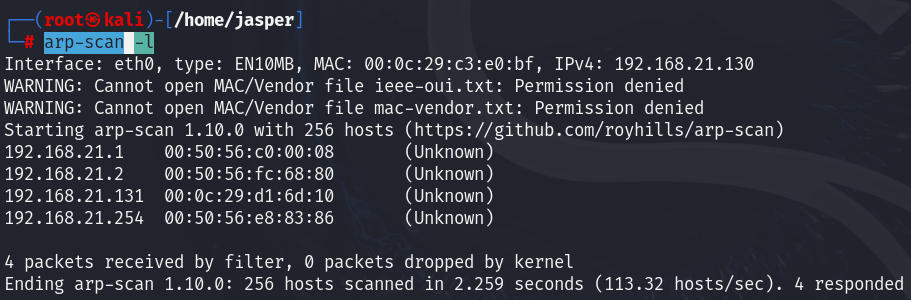 ┌──(root㉿kali)-[/home/jasper]
└─# arp-scan -l
Interface: eth0, type: EN10MB, MAC: 00:0c:29:c3:e0:bf, IPv4: 192.168.21.130
WARNING: Cannot open MAC/Vendor file ieee-oui.txt: Permission denied
WARNING: Cannot open MAC/Vendor file mac-vendor.txt: Permission denied
Starting arp-scan 1.10.0 with 256 hosts (https://github.com/royhills/arp-scan)
192.168.21.1    00:50:56:c0:00:08       (Unknown)
192.168.21.2    00:50:56:fc:68:80       (Unknown)
192.168.21.131  00:0c:29:d1:6d:10       (Unknown)
192.168.21.254  00:50:56:e8:83:86       (Unknown)
4 packets received by filter, 0 packets dropped by kernel
Ending arp-scan 1.10.0: 256 hosts scanned in 2.259 seconds (113.32 hosts/sec). 4 responded